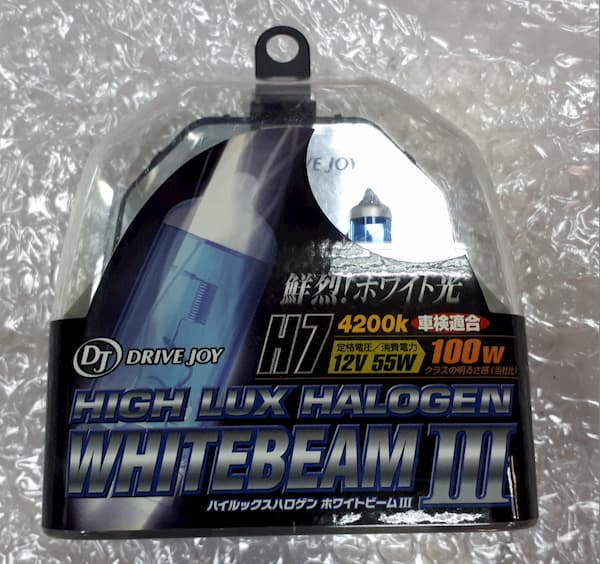 DRIVE JOY
鮮烈!ホワイト光
H7
4200k 車検適合
定格電圧/消費電力
12V 55W
100W
クラスの明るさ感(当社比)
DJ DRIVE JOY
HIGH LUX HALOGEN
WHITEBEAM III
ハイルックスハロゲン ホワイトビームIII